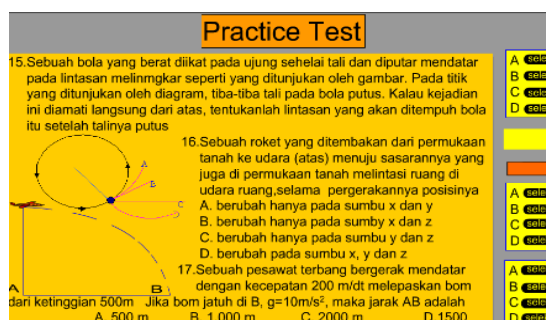 Practice Test
15.Sebuah bola yang berat diikat pada ujung sehelai tali dan diputar mendatar
pada lintasan melinmgkar seperti yang ditunjukan oleh gambar. Pada titik
yang ditunjukan oleh diagram, tiba-tiba tali pada bola putus. Kalau kejadian
ini diamati langsung dari atas, tentukanlah lintasan yang akan ditempuh bola
itu setelah talinya putus
A
B
C
D
16.Sebuah roket yang ditembakan dari permukaan
tanah ke udara (atas) menuju sasarannya yang
juga di permukaan tanah melintasi ruang di
udara ruang,selama pergerakannya posisinya
A. berubah hanya pada sumbu x dan y
B. berubah hanya pada sumby x dan z
C. berubah hanya pada sumbu y dan z
D. berubah pada sumbu x, y dan z
17.Sebuah pesawat terbang bergerak mendatar
dengan kecepatan 200 m/dt melepaskan bom
A B
dari ketinggian 500m Jika bom jatuh di B, g=10m/s², maka jarak AB adalah
A. 500 m B. 1.000 m C. 2000 m D.1500
A
B
C
D
A
B
C
D
A
B
C
D